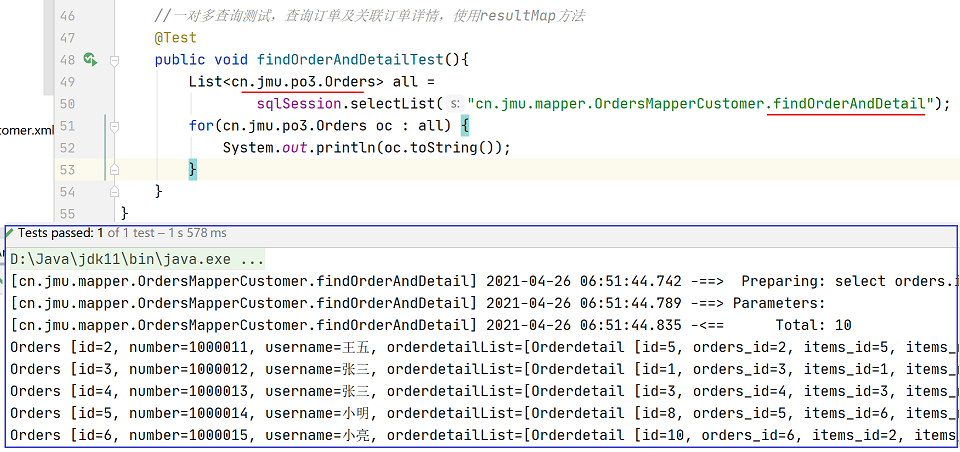 46 //一对多查询测试，查询订单及关联订单详情，使用resultMap方法
47 @Test
48 public void findOrderAndDetailTest(){
49 List<cn.jmu.po3.Orders> all =
50 sqlSession.selectList( s: "cn.jmu.mapper.OrdersMapperCustomer.findOrderAndDetail");
51 for(cn.jmu.po3.Orders oc : all) {
tomer.xml
52 System.out.println(oc.toString());
53 }
54 }
55 }
Tests passed: 1 of 1 test – 1 s 578 ms
D:\Java\jdk11\bin\java.exe ...
[cn.jmu.mapper.OrdersMapperCustomer.findOrderAndDetail] 2021-04-26 06:51:44.742 -==>  Preparing: select orders.i
[cn.jmu.mapper.OrdersMapperCustomer.findOrderAndDetail] 2021-04-26 06:51:44.789 -==> Parameters:
[cn.jmu.mapper.OrdersMapperCustomer.findOrderAndDetail] 2021-04-26 06:51:44.835 -<==      Total: 10
Orders [id=2, number=1000011, username=王五, orderdetailList=[Orderdetail [id=5, orders_id=2, items_id=5, items_
Orders [id=3, number=1000012, username=张三, orderdetailList=[Orderdetail [id=1, orders_id=3, items_id=1, items_
Orders [id=4, number=1000013, username=张三, orderdetailList=[Orderdetail [id=3, orders_id=4, items_id=3, items_
Orders [id=5, number=1000014, username=小明, orderdetailList=[Orderdetail [id=8, orders_id=5, items_id=6, items_
Orders [id=6, number=1000015, username=小亮, orderdetailList=[Orderdetail [id=10, orders_id=6, items_id=2, items